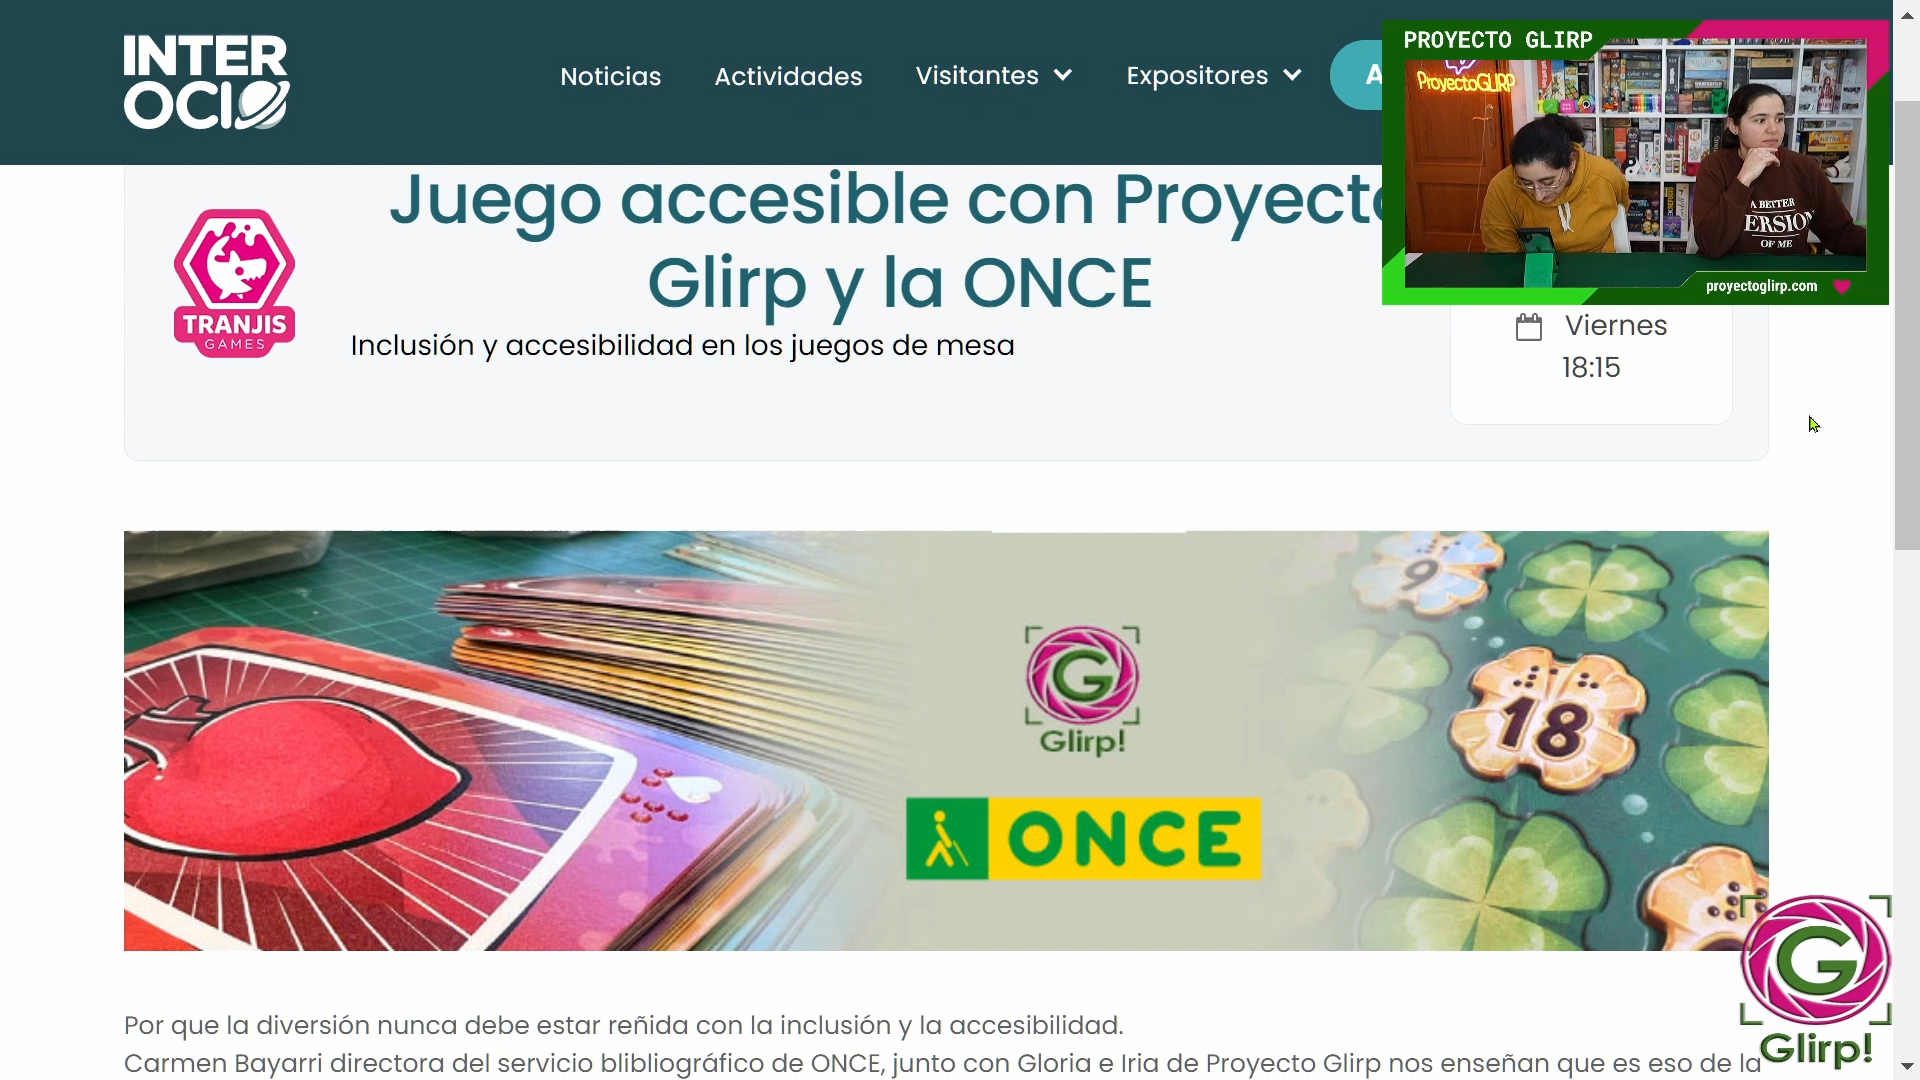 INTER
OCIO
Noticias
Actividades
Visitantes
Expositores
A
PROYECTO GLIRP
ProyectoGLIRP
A BETTER
VERSION
OF ME
proyectoglirp.com
Juego accesible con Proyecto
Glirp y la ONCE
TRANJIS
GAMES
Inclusión y accesibilidad en los juegos de mesa
Viernes
18:15
9
G
Glirp!
18
ONCE
G
Glirp!
Por que la diversión nunca debe estar reñida con la inclusión y la accesibilidad.
Carmen Bayarri directora del servicio blibliográfico de ONCE, junto con Gloria e Iria de Proyecto Glirp nos enseñan que es eso de la